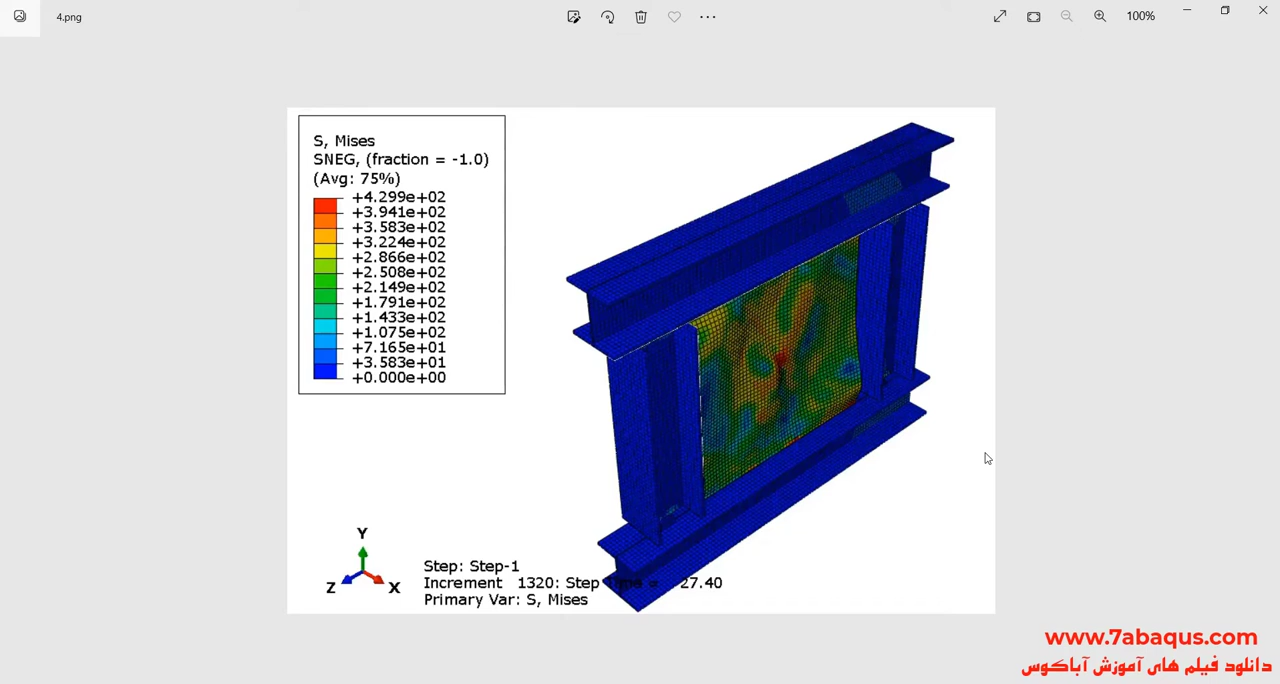 4.png
100%
S, Mises
SNEG, (fraction = -1.0)
(Avg: 75%)
+4.299e+02
+3.941e+02
+3.583e+02
+3.224e+02
+2.866e+02
+2.508e+02
+2.149e+02
+1.791e+02
+1.433e+02
+1.075e+02
+7.165e+01
+3.583e+01
+0.000e+00
Y
Z X
Step: Step-1
Increment 1320: Step Time = 27.40
Primary Var: S, Mises
www.7abaqus.com
دانلود فیلم های آموزش آباکوس